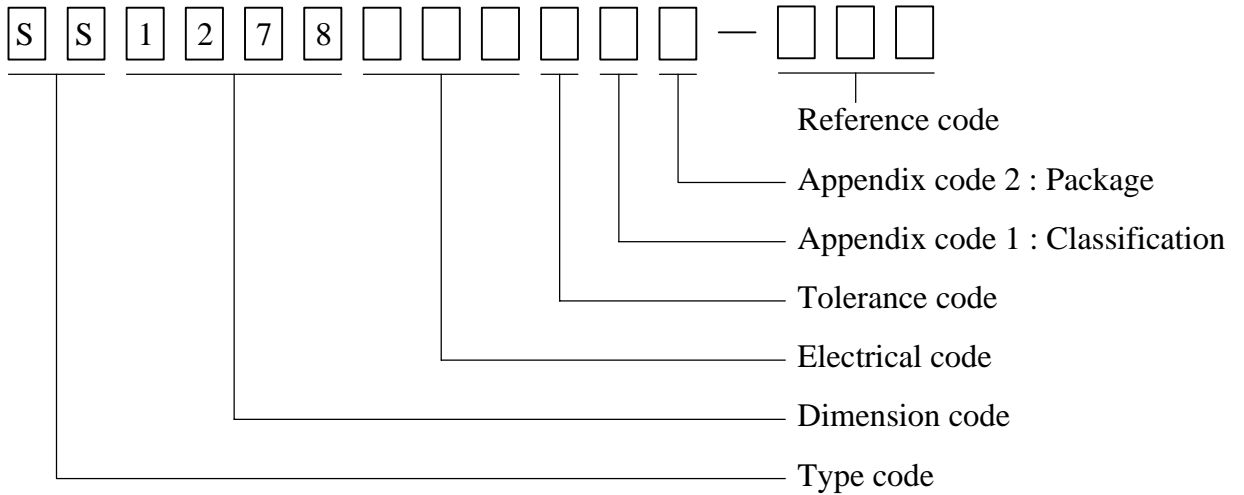 S S 1 2 7 8 —
Reference code
Appendix code 2 : Package
Appendix code 1 : Classification
Tolerance code
Electrical code
Dimension code
Type code